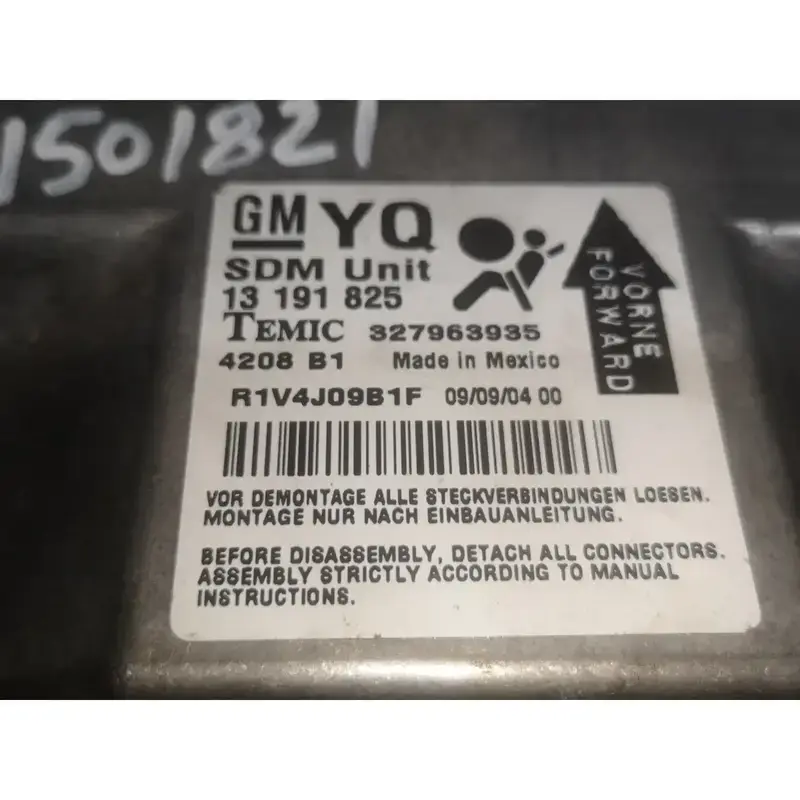 1501821
GM YQ
SDM Unit
13 191 825
TEMIC 327963935
4208 B1 Made in Mexico
R1V4J09B1F 09/09/04 00
VORNE
FORWARD
VOR DEMONTAGE ALLE STECKVERBINDUNGEN LOESEN.
MONTAGE NUR NACH EINBAUANLEITUNG.
BEFORE DISASSEMBLY, DETACH ALL CONNECTORS.
ASSEMBLY STRICTLY ACCORDING TO MANUAL
INSTRUCTIONS.